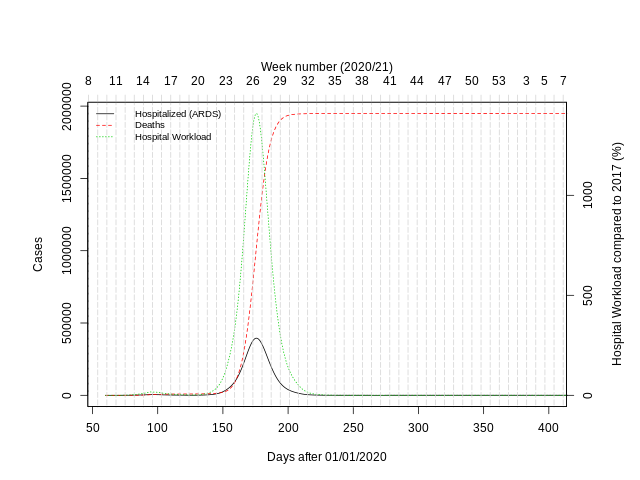 Week number (2020/21)
8 11 14 17 20 23 26 29 32 35 38 41 44 47 50 53 3 5 7
Hospitalized (ARDS)
Deaths
Hospital Workload
Cases
0 500000 1000000 1500000 2000000
Hospital Workload compared to 2017 (%)
0 500 1000
50 100 150 200 250 300 350 400
Days after 01/01/2020